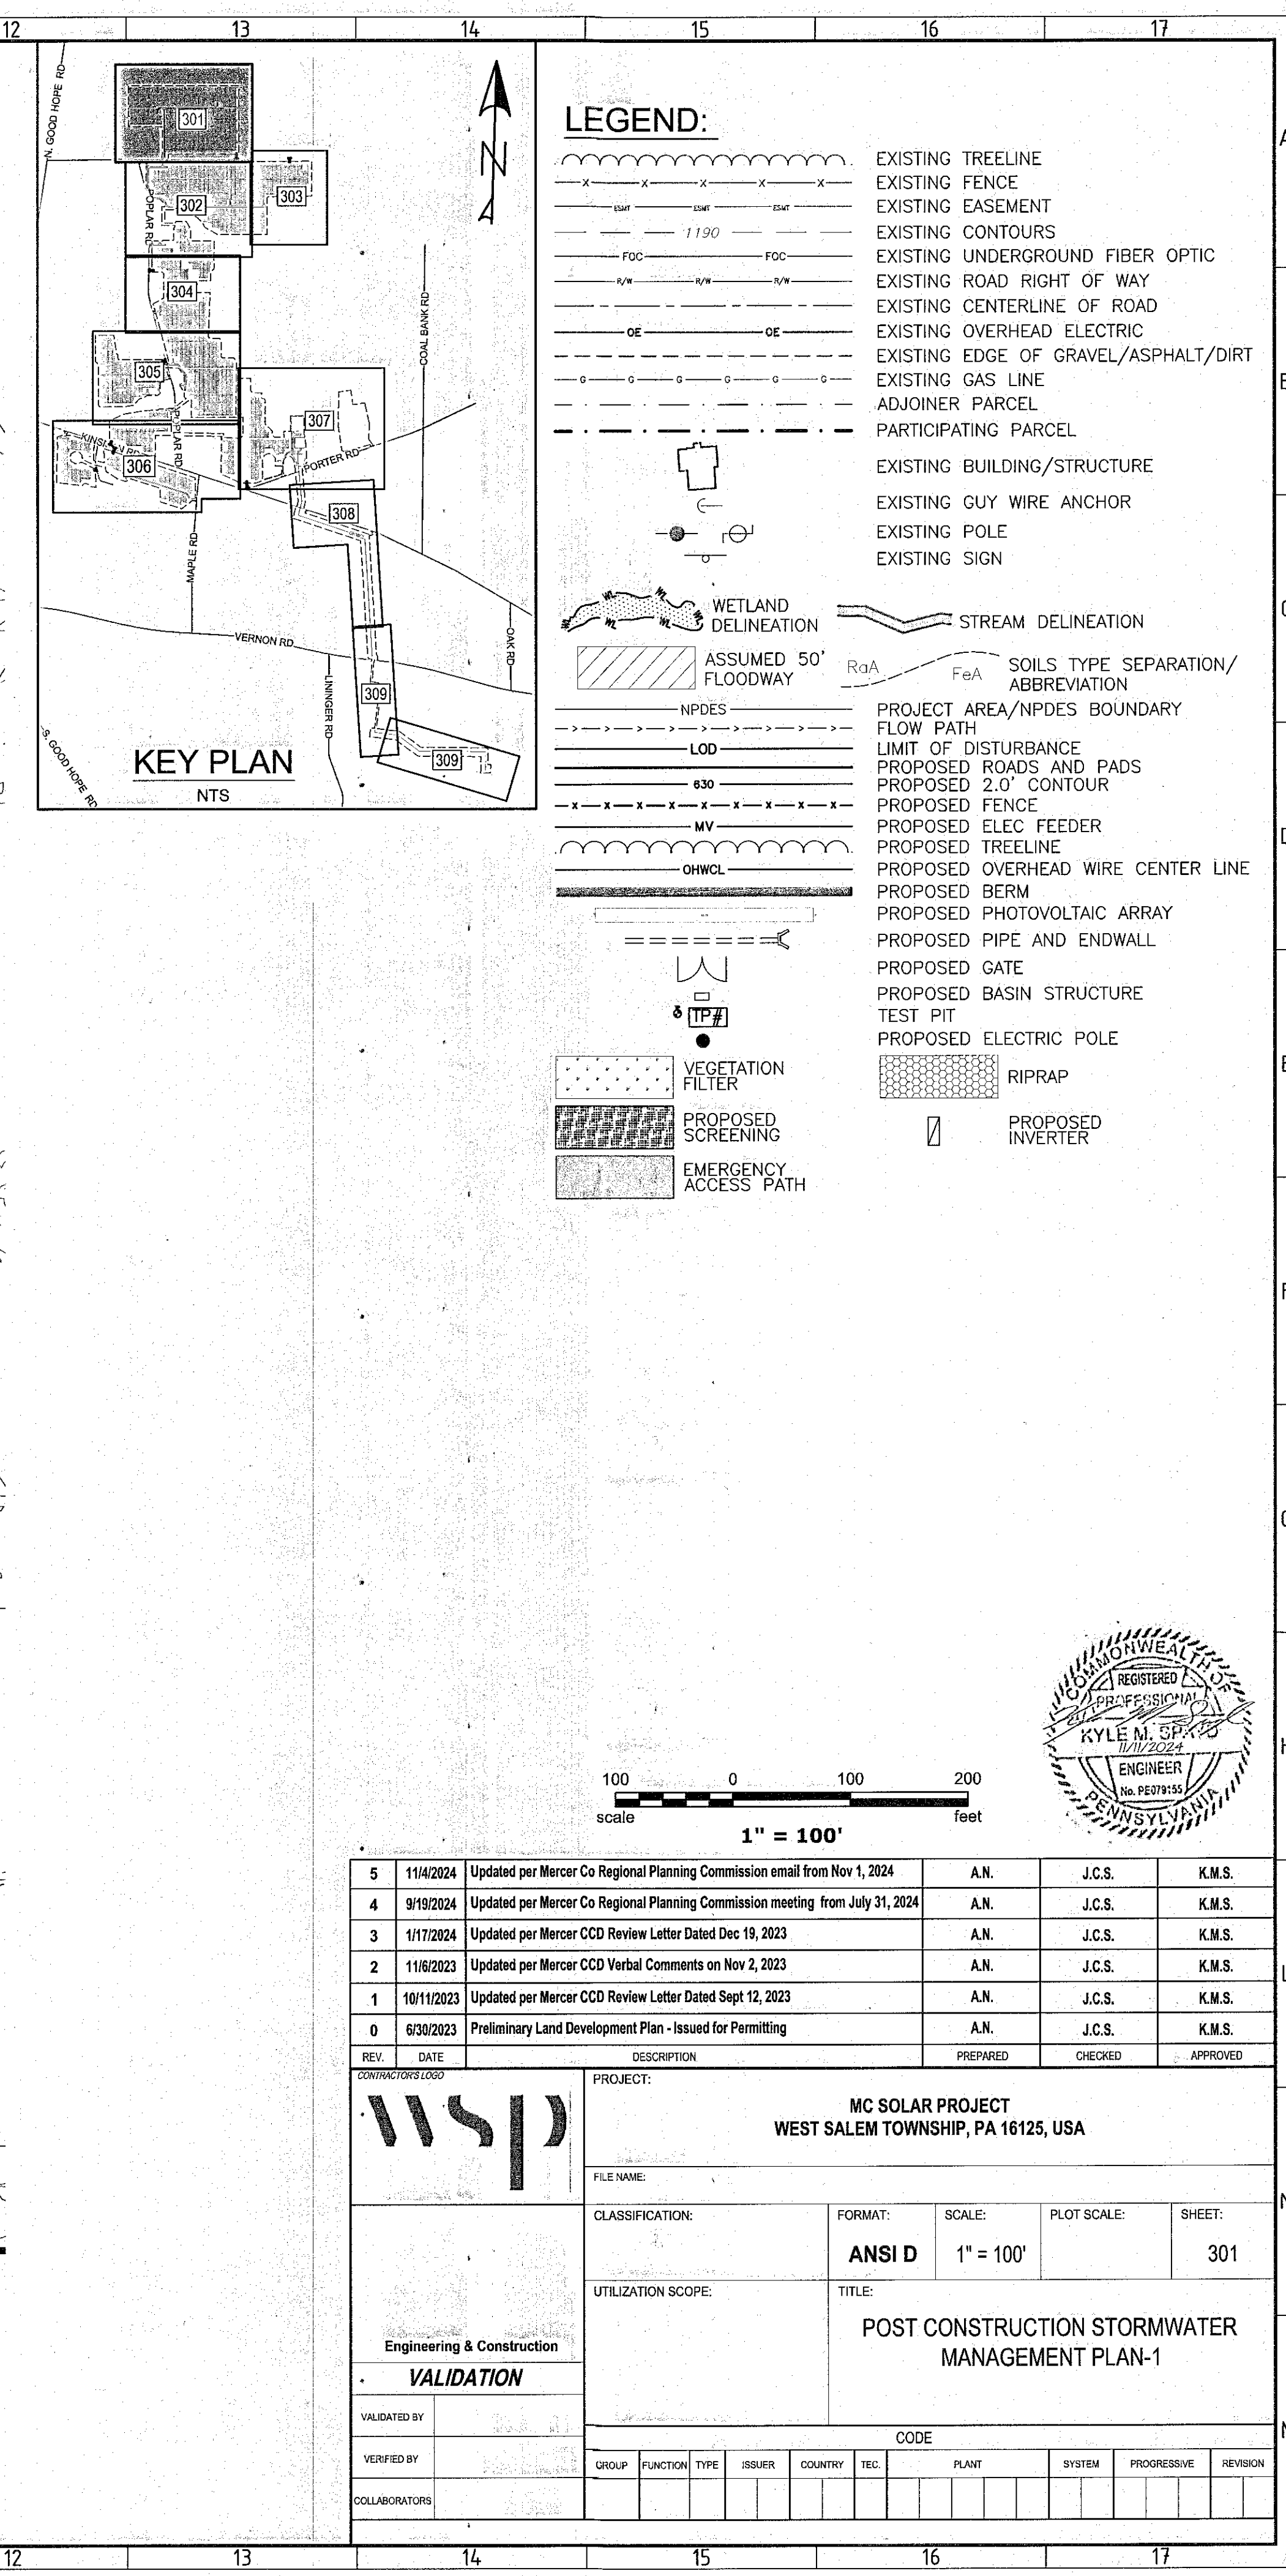 12 13 14 15 16 17
N. GOOD HOPE RD
301
302
303
POPLAR RD
304
COAL BANK RD
305
307
POPLAR RD
306
PORTER RD
308
MAPLE RD
VERNON RD
OAK RD
LININGER RD
309
309
S. GOOD HOPE RD
KEY PLAN
NTS
N
LEGEND:
EXISTING TREELINE
X X X X X EXISTING FENCE
ESMT ESMT ESMT EXISTING EASEMENT
1190 EXISTING CONTOURS
FOC FOC EXISTING UNDERGROUND FIBER OPTIC
R/W R/W R/W EXISTING ROAD RIGHT OF WAY
EXISTING CENTERLINE OF ROAD
OE OE EXISTING OVERHEAD ELECTRIC
EXISTING EDGE OF GRAVEL/ASPHALT/DIRT
G G G G G G EXISTING GAS LINE
ADJOINER PARCEL
PARTICIPATING PARCEL
EXISTING BUILDING/STRUCTURE
EXISTING GUY WIRE ANCHOR
EXISTING POLE
EXISTING SIGN
WL WL WL WL WL WL
WETLAND
DELINEATION
STREAM DELINEATION
ASSUMED 50'
FLOODWAY
RaA FeA
SOILS TYPE SEPARATION/
ABBREVIATION
NPDES PROJECT AREA/NPDES BOUNDARY
FLOW PATH
LOD LIMIT OF DISTURBANCE
PROPOSED ROADS AND PADS
630 PROPOSED 2.0' CONTOUR
X X X X X X X X X PROPOSED FENCE
MV PROPOSED ELEC FEEDER
PROPOSED TREELINE
OHWCL PROPOSED OVERHEAD WIRE CENTER LINE
PROPOSED BERM
PROPOSED PHOTOVOLTAIC ARRAY
PROPOSED PIPE AND ENDWALL
PROPOSED GATE
PROPOSED BASIN STRUCTURE
TP# TEST PIT
PROPOSED ELECTRIC POLE
VEGETATION
FILTER
RIPRAP
PROPOSED
SCREENING
PROPOSED
INVERTER
EMERGENCY
ACCESS PATH
COMMONWEALTH OF
REGISTERED
PROFESSIONAL
KYLE M.
11/11/2024
ENGINEER
No. PE079155
PENNSYLVANIA
100 0 100 200
scale feet
1" = 100'
5 11/4/2024 Updated per Mercer Co Regional Planning Commission email from Nov 1, 2024 A.N. J.C.S. K.M.S.
4 9/19/2024 Updated per Mercer Co Regional Planning Commission meeting from July 31, 2024 A.N. J.C.S. K.M.S.
3 1/17/2024 Updated per Mercer CCD Review Letter Dated Dec 19, 2023 A.N. J.C.S. K.M.S.
2 11/6/2023 Updated per Mercer CCD Verbal Comments on Nov 2, 2023 A.N. J.C.S. K.M.S.
1 10/11/2023 Updated per Mercer CCD Review Letter Dated Sept 12, 2023 A.N. J.C.S. K.M.S.
0 6/30/2023 Preliminary Land Development Plan - Issued for Permitting A.N. J.C.S. K.M.S.
REV. DATE DESCRIPTION PREPARED CHECKED APPROVED
CONTRACTOR'S LOGO
wsp
PROJECT:
MC SOLAR PROJECT
WEST SALEM TOWNSHIP, PA 16125, USA
FILE NAME:
CLASSIFICATION: FORMAT: SCALE: PLOT SCALE: SHEET:
ANSI D 1" = 100' 301
UTILIZATION SCOPE: TITLE:
POST CONSTRUCTION STORMWATER
MANAGEMENT PLAN-1
Engineering & Construction
VALIDATION
VALIDATED BY
VERIFIED BY
COLLABORATORS
CODE
GROUP FUNCTION TYPE ISSUER COUNTRY TEC. PLANT SYSTEM PROGRESSIVE REVISION
12 13 14 15 16 17